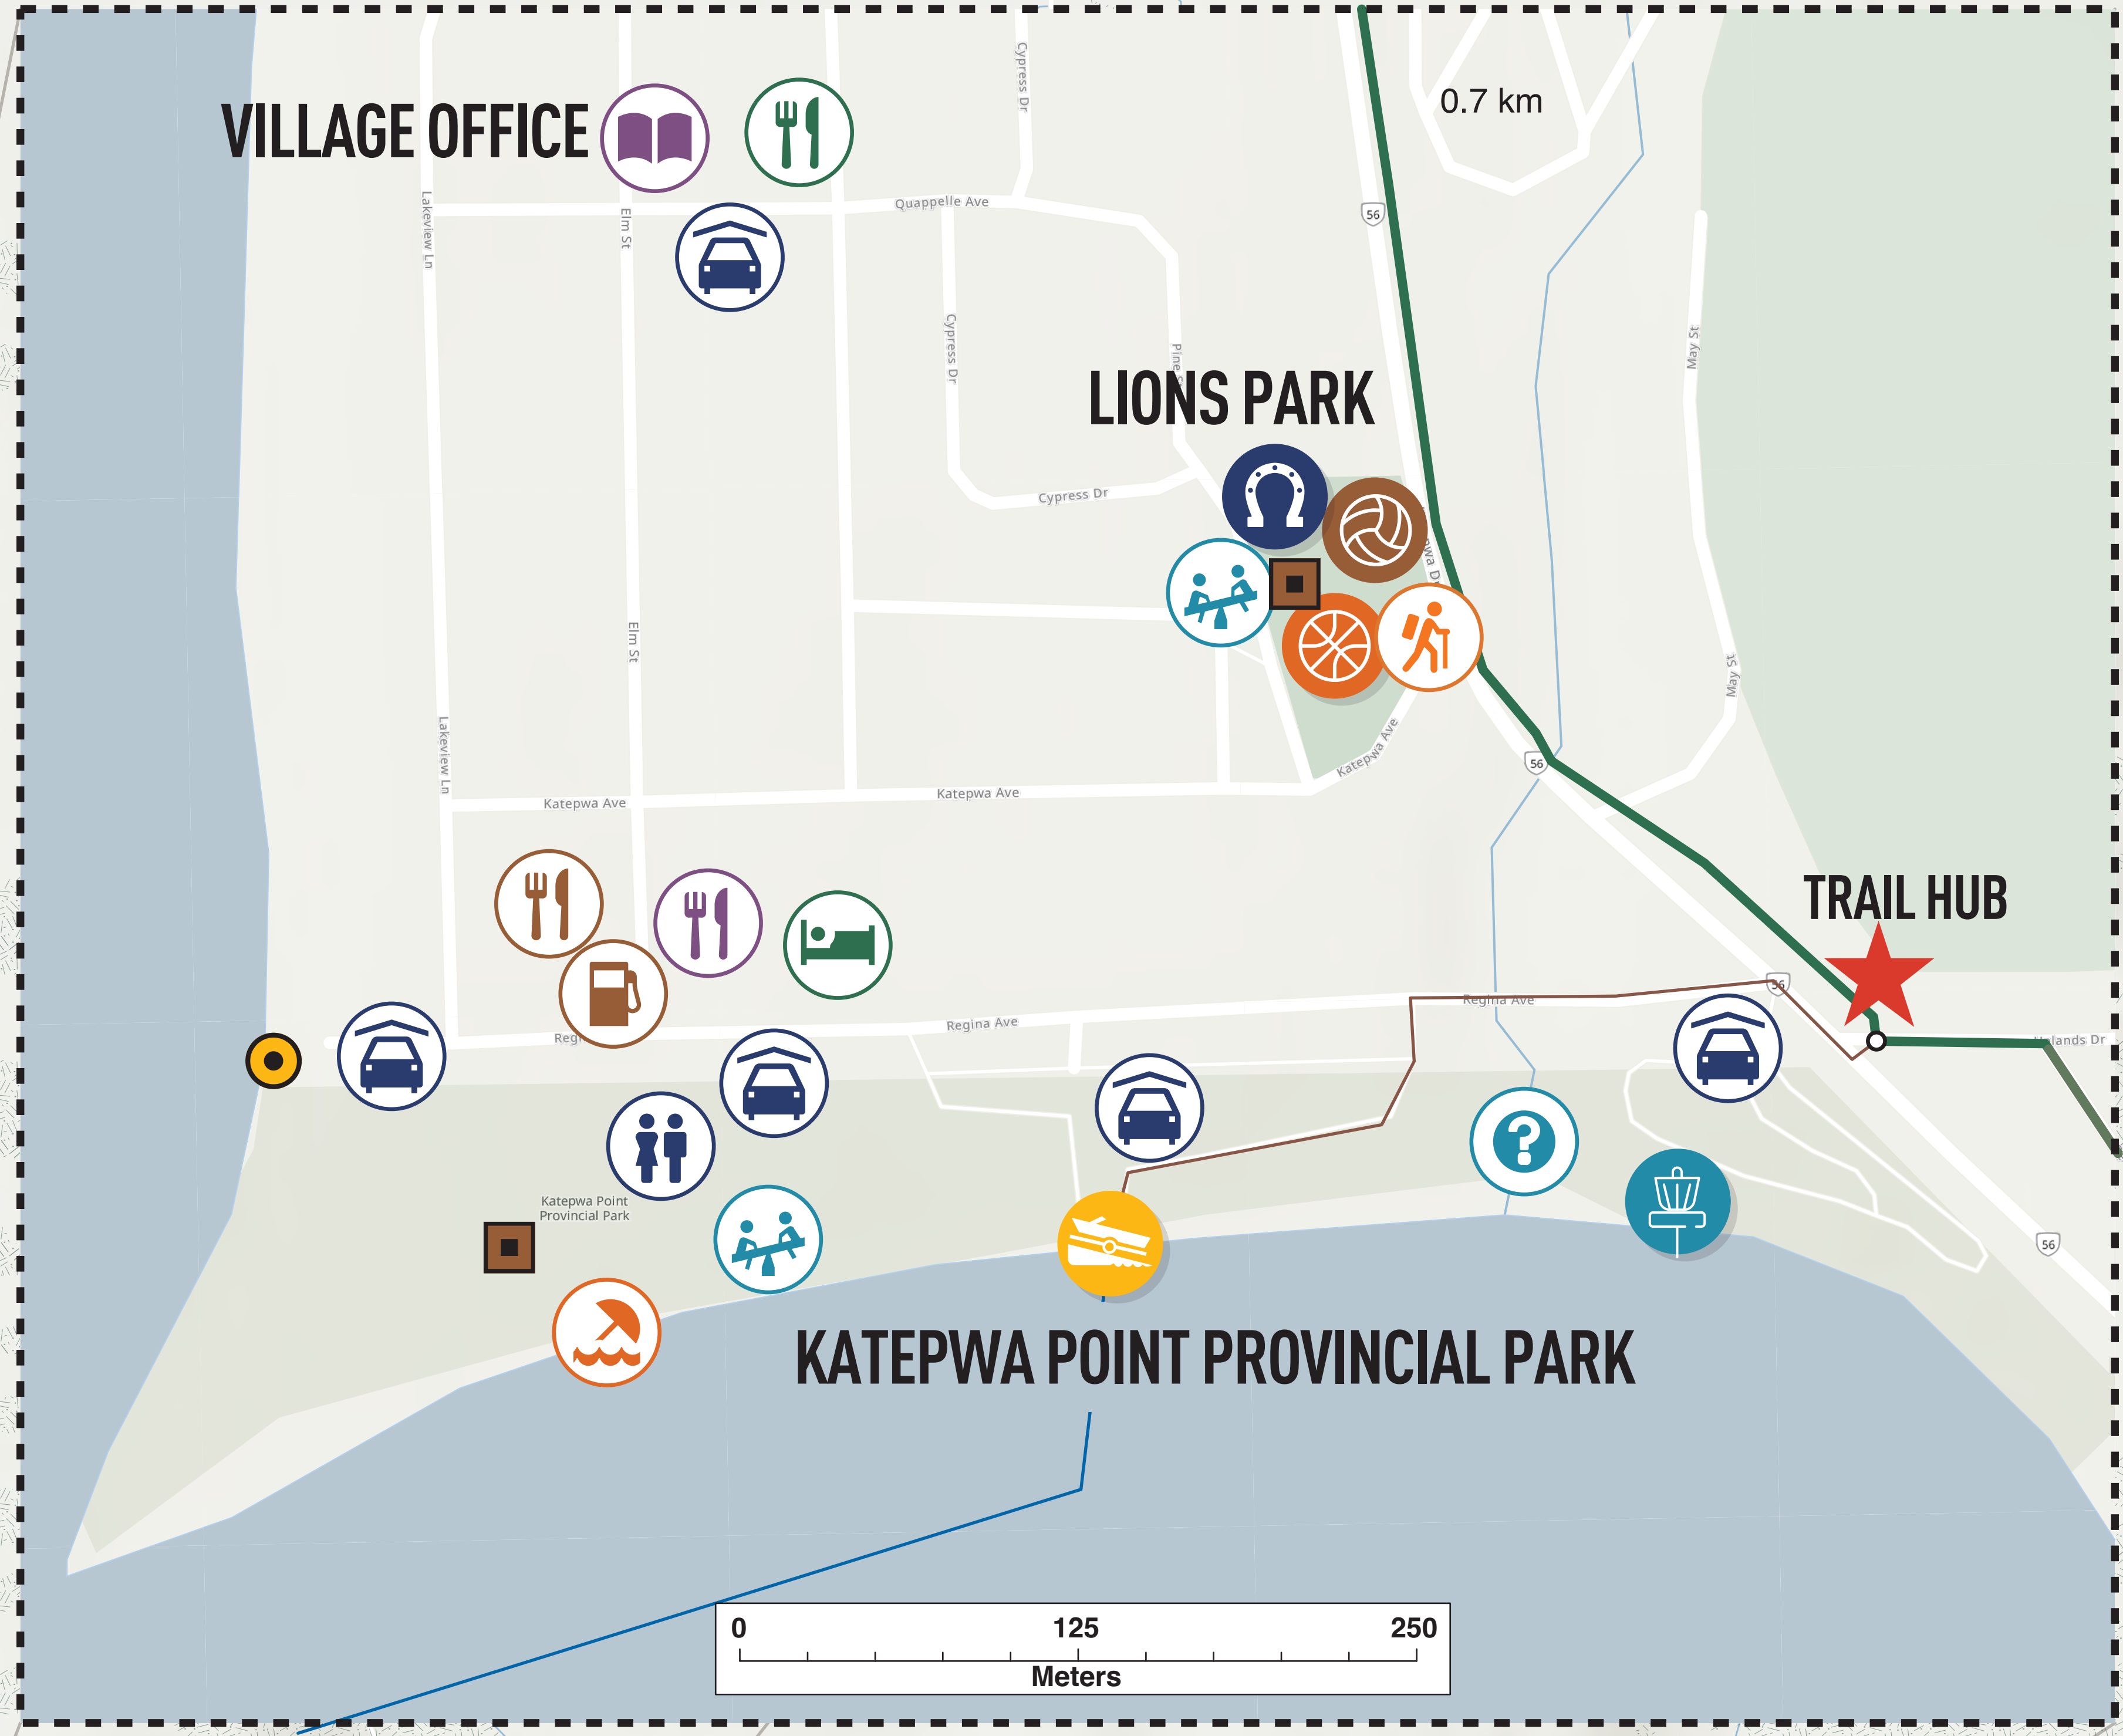 Cypress Dr
0.7 km
VILLAGE OFFICE
Quappelle Ave
56
Lakeview Ln
Elm St
Cypress Dr
Pine
May St
LIONS PARK
Cypress Dr
Elm St
May St
Lakeview Ln
Katepwa Ave
56
Katepwa Ave
Katepwa Ave
TRAIL HUB
56
Regina Ave
Regina Ave
Katepwa Point
Provincial Park
?
56
KATEPWA POINT PROVINCIAL PARK
0 125 250
Meters